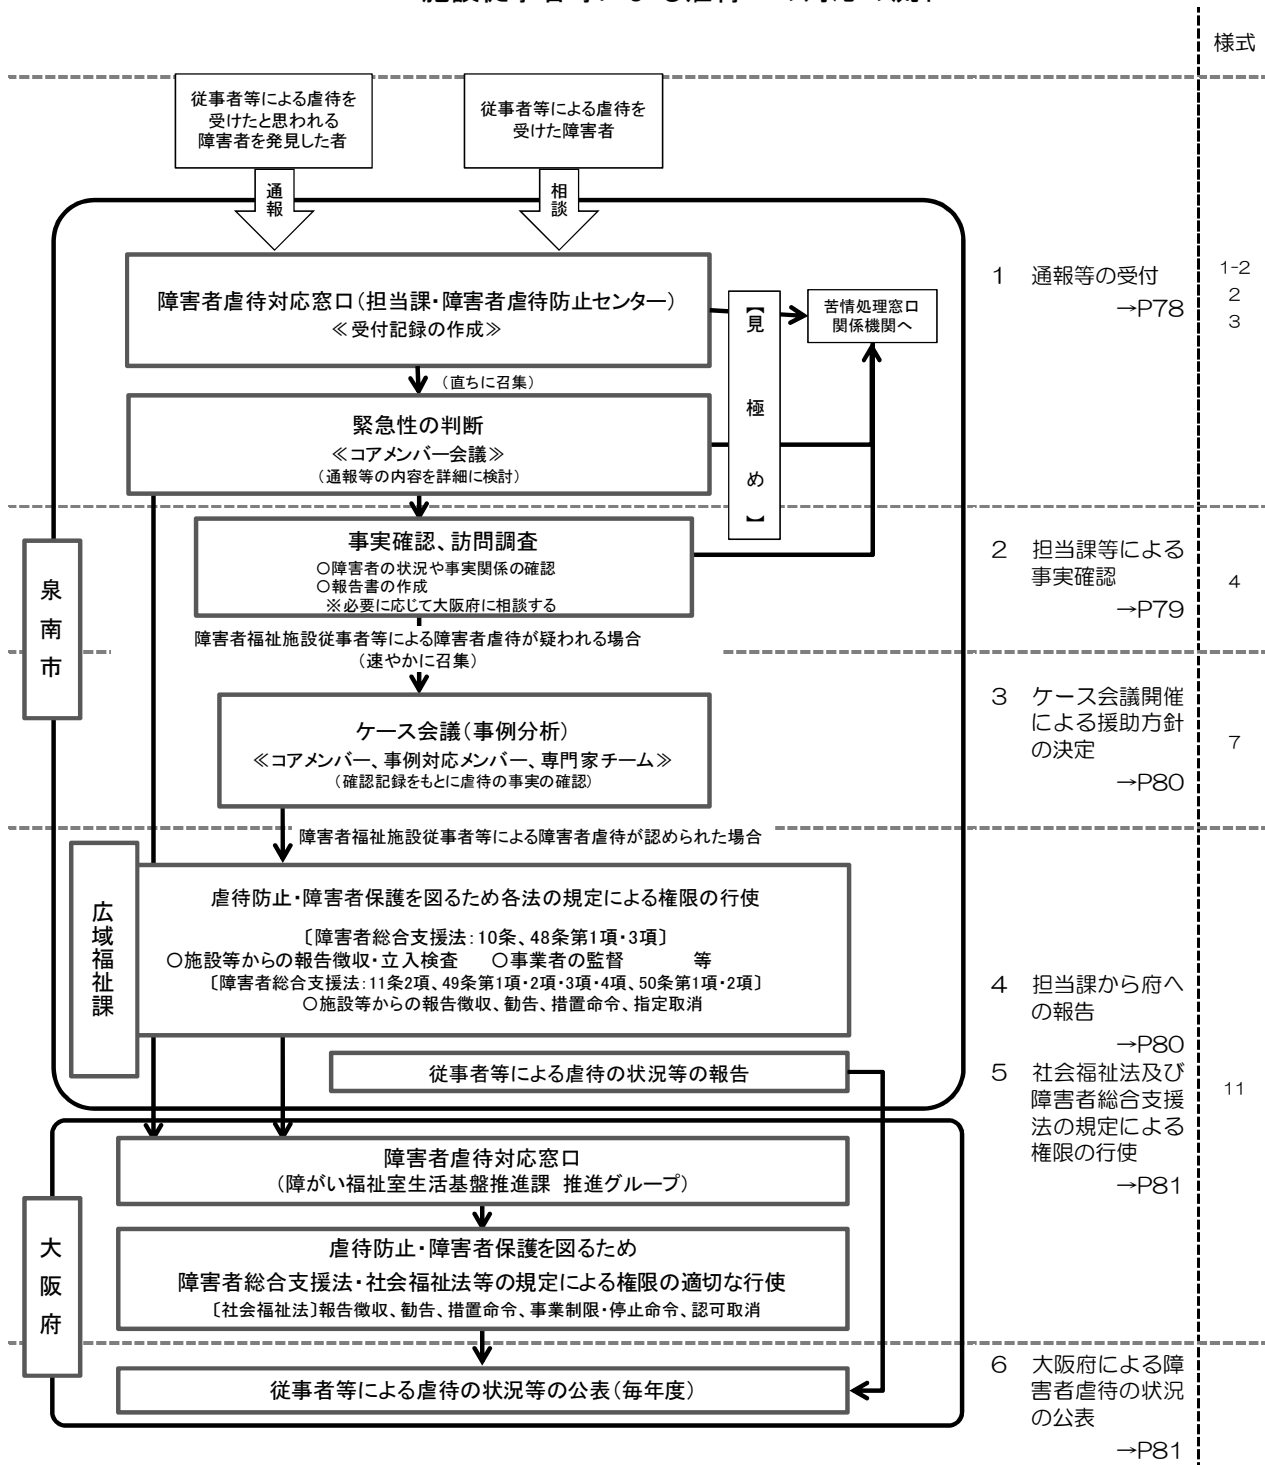 様式
従事者等による虐待を
受けたと思われる
障害者を発見した者
従事者等による虐待を
受けた障害者
通報
相談
障害者虐待対応窓口（担当課・障害者虐待防止センター）
≪受付記録の作成≫
【見極め】
苦情処理窓口
関係機関へ
1　通報等の受付
→P78
1-2
2
3
（直ちに召集）
緊急性の判断
≪コアメンバー会議≫
（通報等の内容を詳細に検討）
事実確認、訪問調査
○障害者の状況や事実関係の確認
○報告書の作成
※必要に応じて大阪府に相談する
2　担当課等による
事実確認
→P79
4
泉南市
障害者福祉施設従事者等による障害者虐待が疑われる場合
（速やかに召集）
ケース会議（事例分析）
≪コアメンバー、事例対応メンバー、専門家チーム≫
（確認記録をもとに虐待の事実の確認）
3　ケース会議開催
による援助方針
の決定
→P80
7
障害者福祉施設従事者等による障害者虐待が認められた場合
広域福祉課
虐待防止・障害者保護を図るため各法の規定による権限の行使
〔障害者総合支援法：10条、48条第1項・3項〕
○施設等からの報告徴収・立入検査　○事業者の監督　　等
〔障害者総合支援法：11条2項、49条第1項・2項・3項・4項、50条第1項・2項〕
○施設等からの報告徴収、勧告、措置命令、指定取消
従事者等による虐待の状況等の報告
4　担当課から府へ
の報告
→P80
5　社会福祉法及び
障害者総合支援
法の規定による
権限の行使
→P81
11
大阪府
障害者虐待対応窓口
（障がい福祉室生活基盤推進課　推進グループ）
虐待防止・障害者保護を図るため
障害者総合支援法・社会福祉法等の規定による権限の適切な行使
〔社会福祉法〕報告徴収、勧告、措置命令、事業制限・停止命令、認可取消
従事者等による虐待の状況等の公表（毎年度）
6　大阪府による障
害者虐待の状況
の公表
→P81